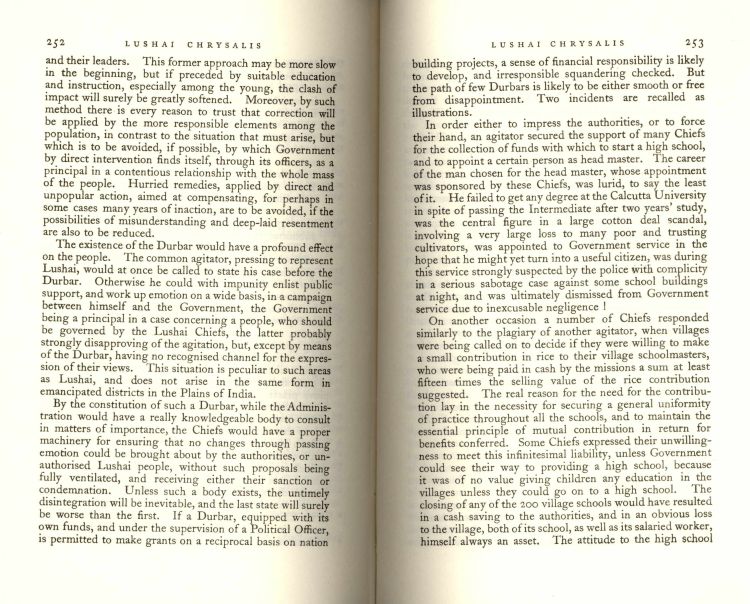 252 LUSHAI CHRYSALIS
and their leaders. This former approach may be more slow
in the beginning, but if preceded by suitable education
and instruction, especially among the young, the clash of
impact will surely be greatly softened. Moreover, by such
method there is every reason to trust that correction will
be applied by the more responsible elements among the
population, in contrast to the situation that must arise, but
which is to be avoided, if possible, by which Government
by direct intervention finds itself, through its officers, as a
principal in a contentious relationship with the whole mass
of the people. Hurried remedies, applied by direct and
unpopular action, aimed at compensating, for perhaps in
some cases many years of inaction, are to be avoided, if the
possibilities of misunderstanding and deep-laid resentment
are also to be reduced.
The existence of the Durbar would have a profound effect
on the people. The common agitator, pressing to represent
Lushai, would at once be called to state his case before the
Durbar. Otherwise he could with impunity enlist public
support, and work up emotion on a wide basis, in a campaign
between himself and the Government, the Government
being a principal in a case concerning a people, who should
be governed by the Lushai Chiefs, the latter probably
strongly disapproving of the agitation, but, except by means
of the Durbar, having no recognised channel for the expres-
sion of their views. This situation is peculiar to such areas
as Lushai, and does not arise in the same form in
emancipated districts in the Plains of India.
By the constitution of such a Durbar, while the Adminis-
tration would have a really knowledgeable body to consult
in matters of importance, the Chiefs would have a proper
machinery for ensuring that no changes through passing
emotion could be brought about by the authorities, or un-
authorised Lushai people, without such proposals being
fully ventilated, and receiving either their sanction or
condemnation. Unless such a body exists, the untimely
disintegration will be inevitable, and the last state will surely
be worse than the first. If a Durbar, equipped with its
own funds, and under the supervision of a Political Officer,
is permitted to make grants on a reciprocal basis on nation
LUSHAI CHRYSALIS 253
building projects, a sense of financial responsibility is likely
to develop, and irresponsible squandering checked. But
the path of few Durbars is likely to be either smooth or free
from disappointment. Two incidents are recalled as
illustrations.
In order either to impress the authorities, or to force
their hand, an agitator secured the support of many Chiefs
for the collection of funds with which to start a high school,
and to appoint a certain person as head master. The career
of the man chosen for the head master, whose appointment
was sponsored by these Chiefs, was lurid, to say the least
of it. He failed to get any degree at the Calcutta University
in spite of passing the Intermediate after two years' study,
was the central figure in a large cotton deal scandal,
involving a very large loss to many poor and trusting
cultivators, was appointed to Government service in the
hope that he might yet turn into a useful citizen, was during
this service strongly suspected by the police with complicity
in a serious sabotage case against some school buildings
at night, and was ultimately dismissed from Government
service due to inexcusable negligence !
On another occasion a number of Chiefs responded
similarly to the plagiary of another agitator, when villages
were being called on to decide if they were willing to make
a small contribution in rice to their village schoolmasters,
who were being paid in cash by the missions a sum at least
fifteen times the selling value of the rice contribution
suggested. The real reason for the need for the contribu-
tion lay in the necessity for securing a general uniformity
of practice throughout all the schools, and to maintain the
essential principle of mutual contribution in return for
benefits conferred. Some Chiefs expressed their unwilling-
ness to meet this infinitesimal liability, unless Government
could see their way to providing a high school, because
it was of no value giving children any education in the
villages unless they could go on to a high school. The
closing of any of the 200 village schools would have resulted
in a cash saving to the authorities, and in an obvious loss
to the village, both of its school, as well as its salaried worker,
himself always an asset. The attitude to the high school